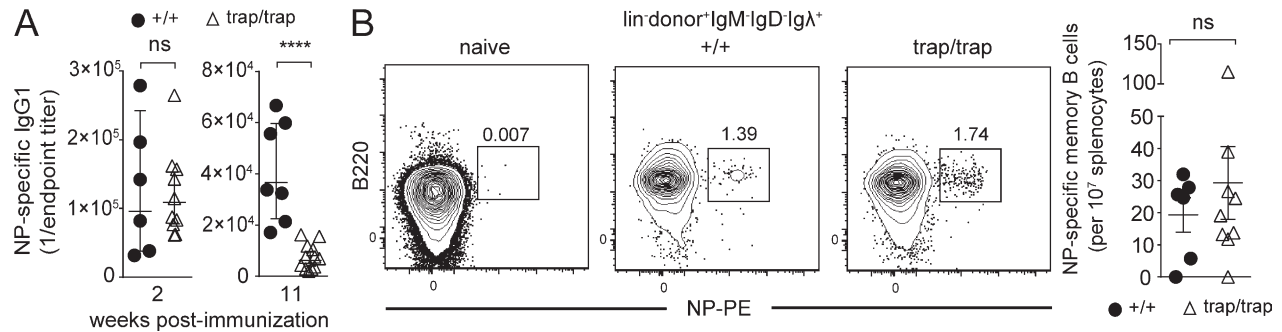 A
● +/+ △ trap/trap
ns
****
NP-specific IgG1
(1/endpoint titer)
3×10⁵
2×10⁵
1×10⁵
0
8×10⁴
6×10⁴
4×10⁴
2×10⁴
0
2
11
weeks post-immunization
B
lin⁻donor⁺IgM⁻IgD⁻Igλ⁺
naive
+/+
trap/trap
0.007
1.39
1.74
B220
0
0
0
0
0
0
NP-PE
ns
NP-specific memory B cells
(per 10⁷ splenocytes)
150
100
50
40
30
20
10
0
● +/+ △ trap/trap